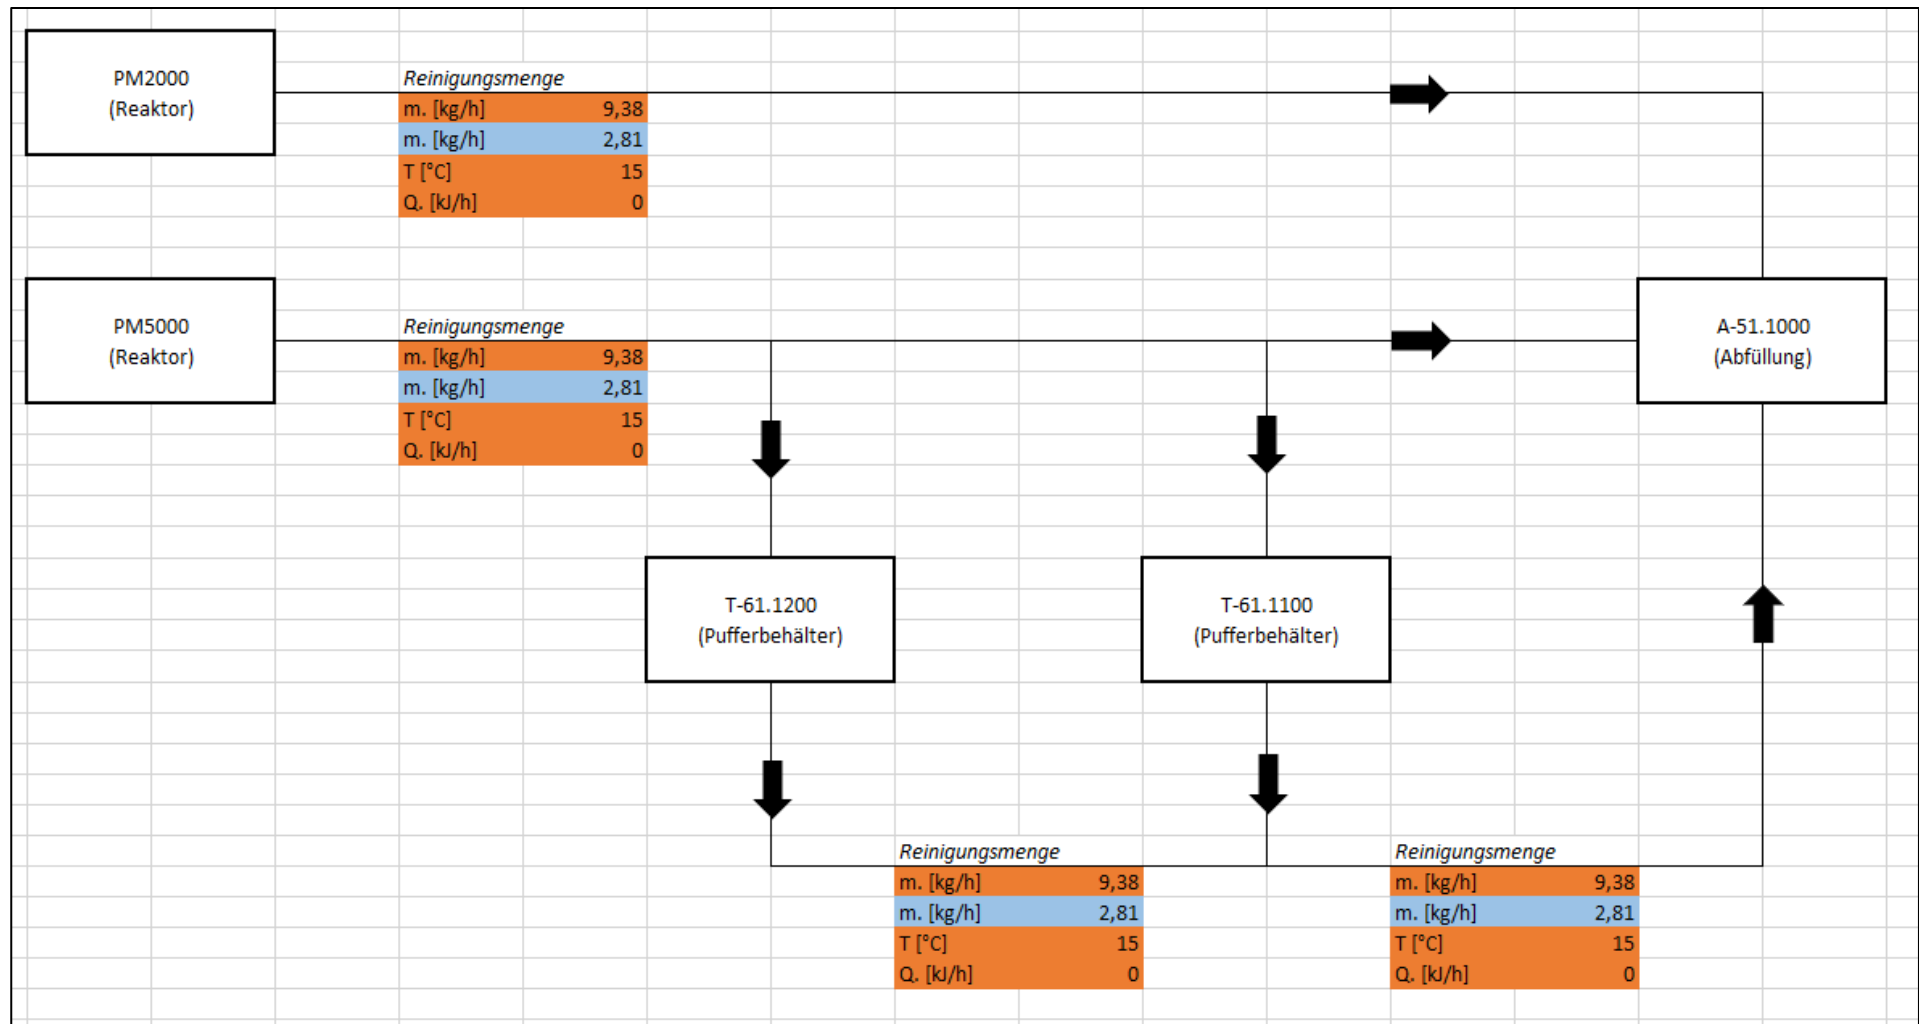 PM2000
(Reaktor)
Reinigungsmenge
m. [kg/h] 9,38
m. [kg/h] 2,81
T [°C] 15
Q. [kJ/h] 0
PM5000
(Reaktor)
Reinigungsmenge
m. [kg/h] 9,38
m. [kg/h] 2,81
T [°C] 15
Q. [kJ/h] 0
A-51.1000
(Abfüllung)
T-61.1200
(Pufferbehälter)
T-61.1100
(Pufferbehälter)
Reinigungsmenge
m. [kg/h] 9,38
m. [kg/h] 2,81
T [°C] 15
Q. [kJ/h] 0
Reinigungsmenge
m. [kg/h] 9,38
m. [kg/h] 2,81
T [°C] 15
Q. [kJ/h] 0